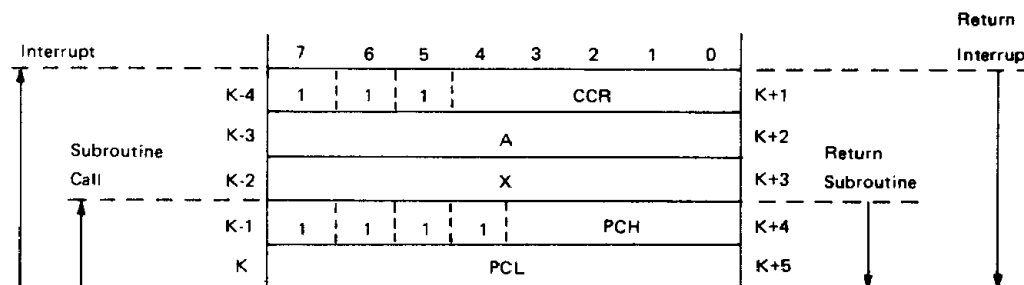 Return
Interrupt 7 6 5 4 3 2 1 0 Interrup
K-4 1 1 1 CCR K+1
K-3 A K+2
Subroutine Return
Call K-2 X K+3 Subroutine
K-1 1 1 1 1 PCH K+4
K PCL K+5